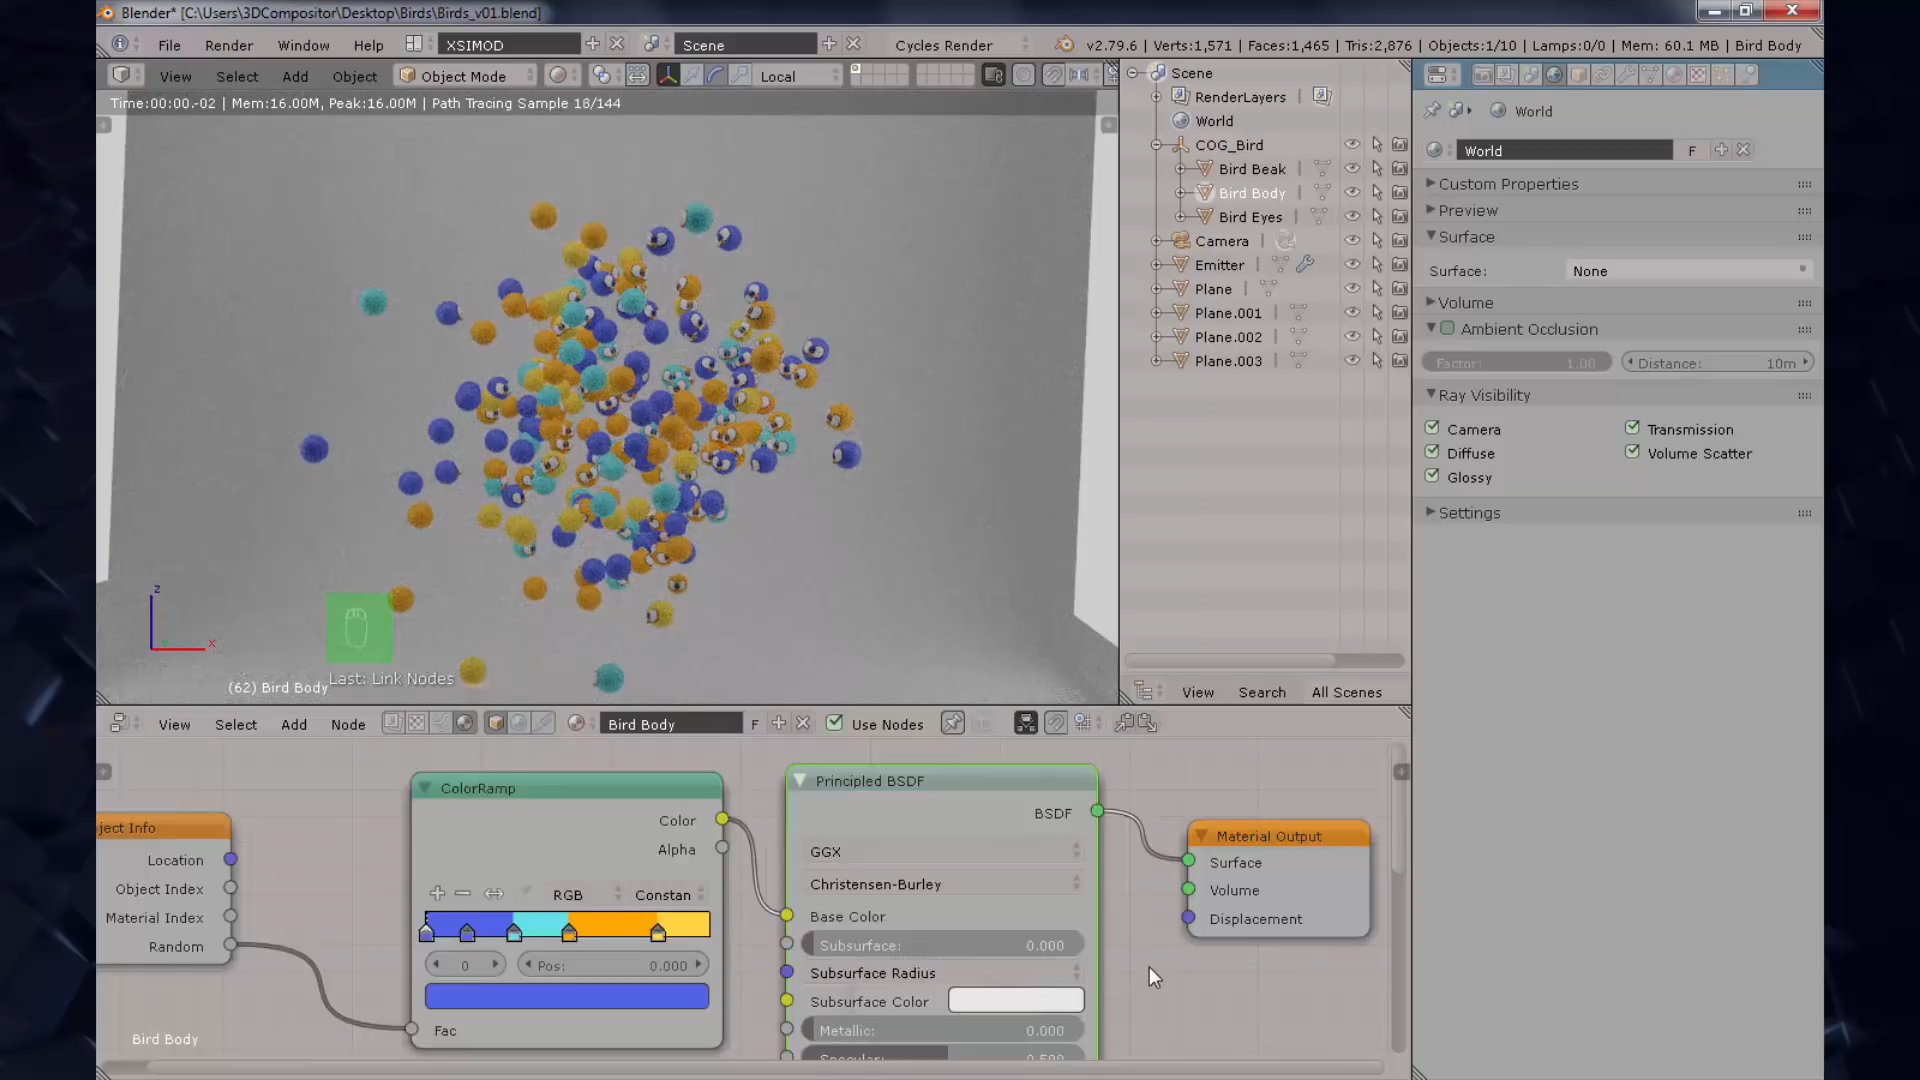 Blender* [C:\Users\3DCompositor\Desktop\Birds\Birds_v01.blend]
File Render Window Help XSIMOD Scene Cycles Render v2.79.6 | Verts:1,571 | Faces:1,465 | Tris:2,876 | Objects:1/10 | Lamps:0/0 | Mem: 60.1 MB | Bird Body
View Select Add Object Object Mode Local
Time:00:00.-02 | Mem:16.00M, Peak:16.00M | Path Tracing Sample 18/144
z
x
Last: Link Nodes
(62) Bird Body
Scene
RenderLayers
World
COG_Bird
Bird Beak
Bird Body
Bird Eyes
Camera
Emitter
Plane
Plane.001
Plane.002
Plane.003
View Search All Scenes
World
World F
Custom Properties
Preview
Surface
Surface: None
Volume
Ambient Occlusion
Factor: 1.00 Distance: 10m
Ray Visibility
Camera Transmission
Diffuse Volume Scatter
Glossy
Settings
View Select Add Node Bird Body F Use Nodes
ject Info
Location
Object Index
Material Index
Random
Bird Body
ColorRamp
Color
Alpha
RGB Constan
0 Pos: 0.000
Fac
Principled BSDF
BSDF
GGX
Christensen-Burley
Base Color
Subsurface: 0.000
Subsurface Radius
Subsurface Color
Metallic: 0.000
Specular: 0.500
Material Output
Surface
Volume
Displacement